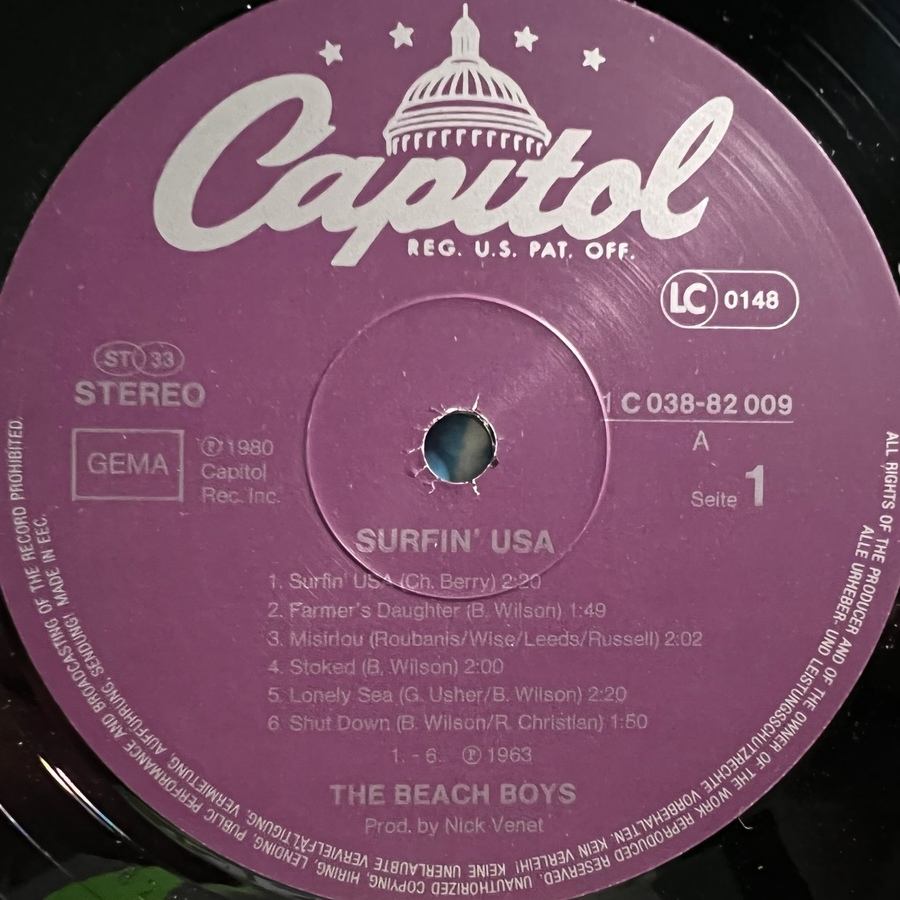 Capitol
REG. U.S. PAT. OFF.
LC 0148
ST 33
STEREO
GEMA
℗ 1980
Capitol
Rec. Inc.
1 C 038-82 009
A
Seite 1
SURFIN' USA
1. Surfin' USA (Ch. Berry) 2:20
2. Farmer's Daughter (B. Wilson) 1:49
3. Misirlou (Roubanis/Wise/Leeds/Russell) 2:02
4. Stoked (B. Wilson) 2:00
5. Lonely Sea (G. Usher/B. Wilson) 2:20
6. Shut Down (B. Wilson/R. Christian) 1:50
1. - 6. ℗ 1963
THE BEACH BOYS
Prod. by Nick Venet
ALL RIGHTS OF THE PRODUCER AND OF THE OWNER OF THE WORK REPRODUCED RESERVED. UNAUTHORIZED COPYING, HIRING, LENDING, PUBLIC PERFORMANCE AND BROADCASTING OF THE RECORD PROHIBITED.
ALLE URHEBER- UND LEISTUNGSSCHUTZRECHTE VORBEHALTEN. KEIN VERLEIH! KEINE UNERLAUBTE VERVIELFÄLTIGUNG, VERMIETUNG, AUFFÜHRUNG, SENDUNG! MADE IN EEC.